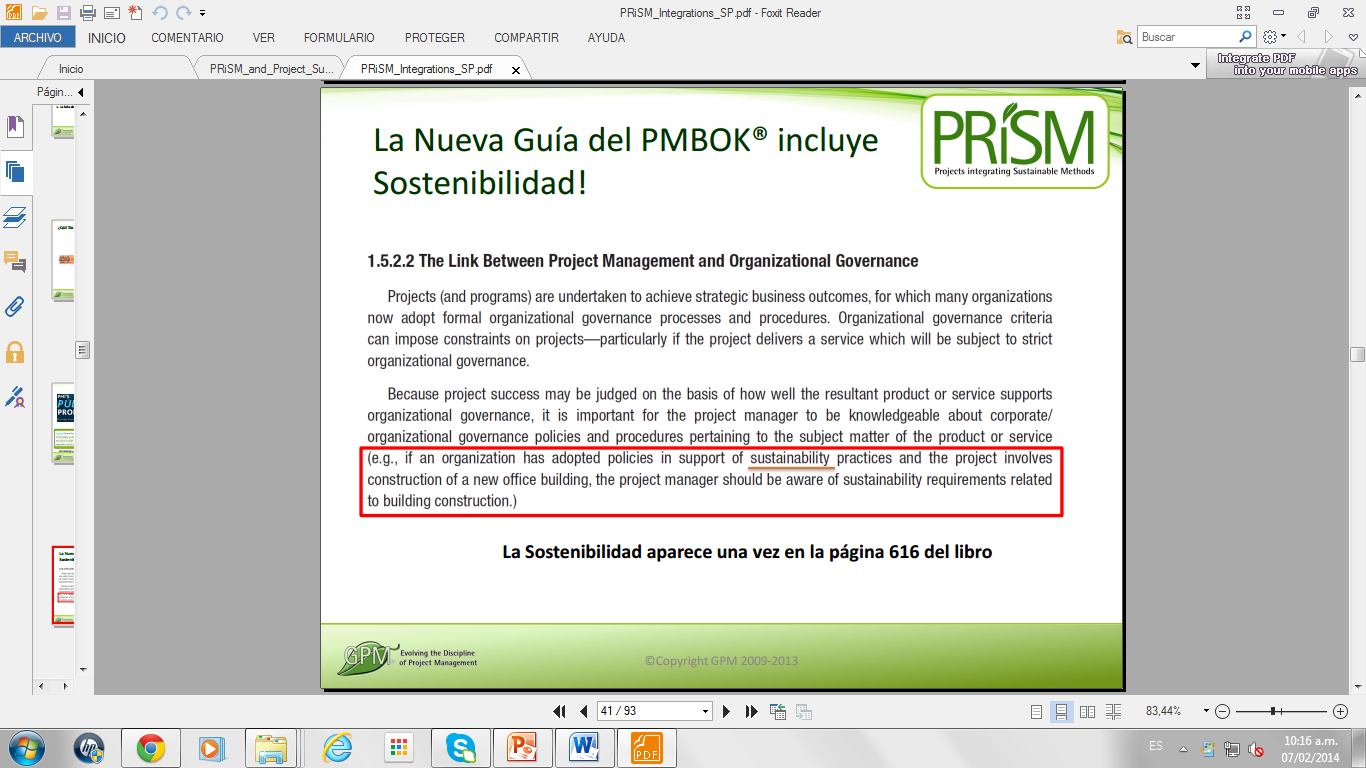 PRiSM_Integrations_SP.pdf - Foxit Reader
ARCHIVO INICIO COMENTARIO VER FORMULARIO PROTEGER COMPARTIR AYUDA
Buscar
Inicio PRiSM_and_Project_Su... PRiSM_Integrations_SP.pdf
Integrate PDF
into your mobile apps
Págin...
La Nueva Guía del PMBOK® incluye
Sostenibilidad!
PRiSM
Projects integrating Sustainable Methods
1.5.2.2 The Link Between Project Management and Organizational Governance
Projects (and programs) are undertaken to achieve strategic business outcomes, for which many organizations
now adopt formal organizational governance processes and procedures. Organizational governance criteria
can impose constraints on projects—particularly if the project delivers a service which will be subject to strict
organizational governance.
Because project success may be judged on the basis of how well the resultant product or service supports
organizational governance, it is important for the project manager to be knowledgeable about corporate/
organizational governance policies and procedures pertaining to the subject matter of the product or service
(e.g., if an organization has adopted policies in support of sustainability practices and the project involves
construction of a new office building, the project manager should be aware of sustainability requirements related
to building construction.)
La Sostenibilidad aparece una vez en la página 616 del libro
GPM
Evolving the Discipline
of Project Management
©Copyright GPM 2009-2013
41 / 93
83,44%
ES
10:16 a.m.
07/02/2014